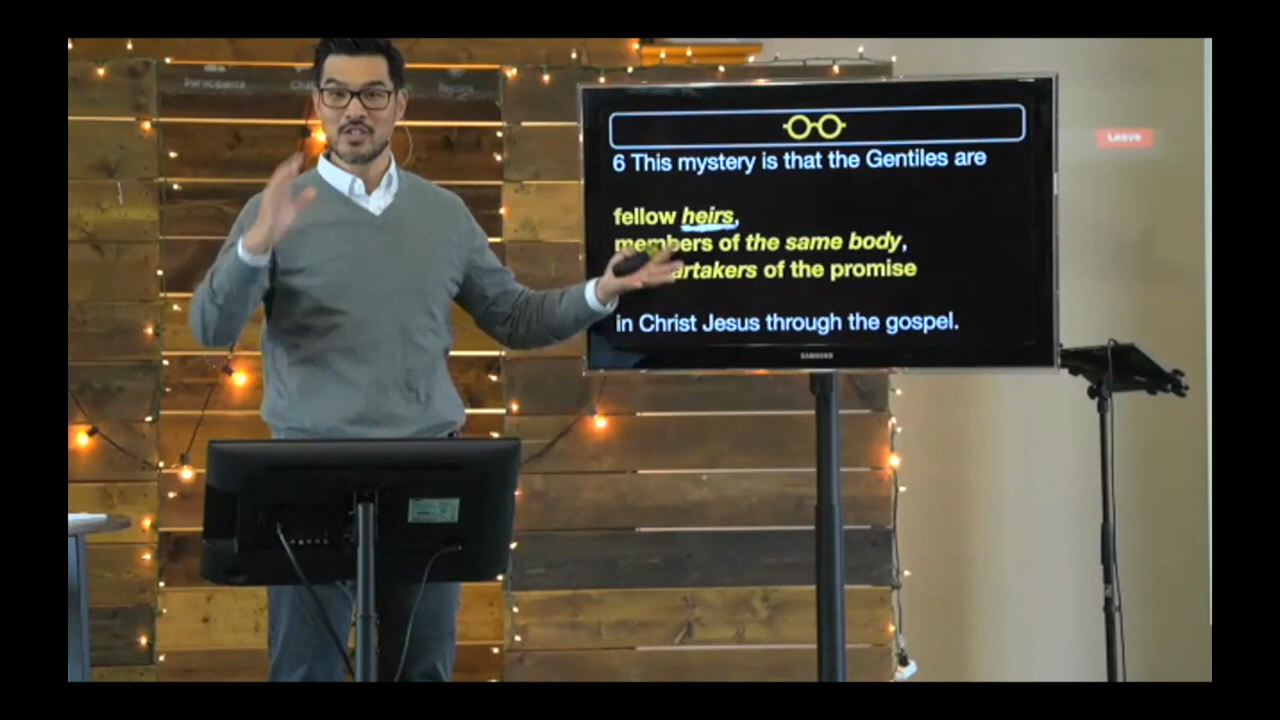 6 This mystery is that the Gentiles are
fellow heirs,
members of the same body,
of the promise
in Christ Jesus through the gospel.
SAMSUNG
Leave